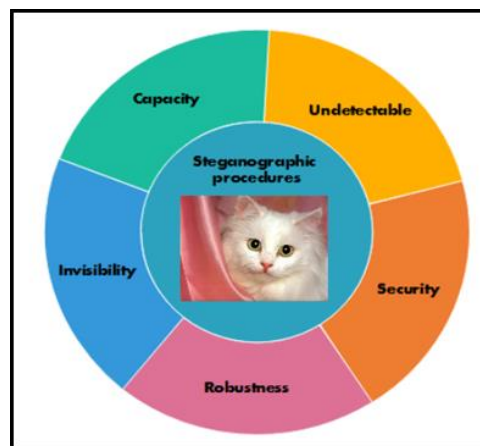 Capacity
Undetectable
Steganographic
procedures
Invisibility
Security
Robustness